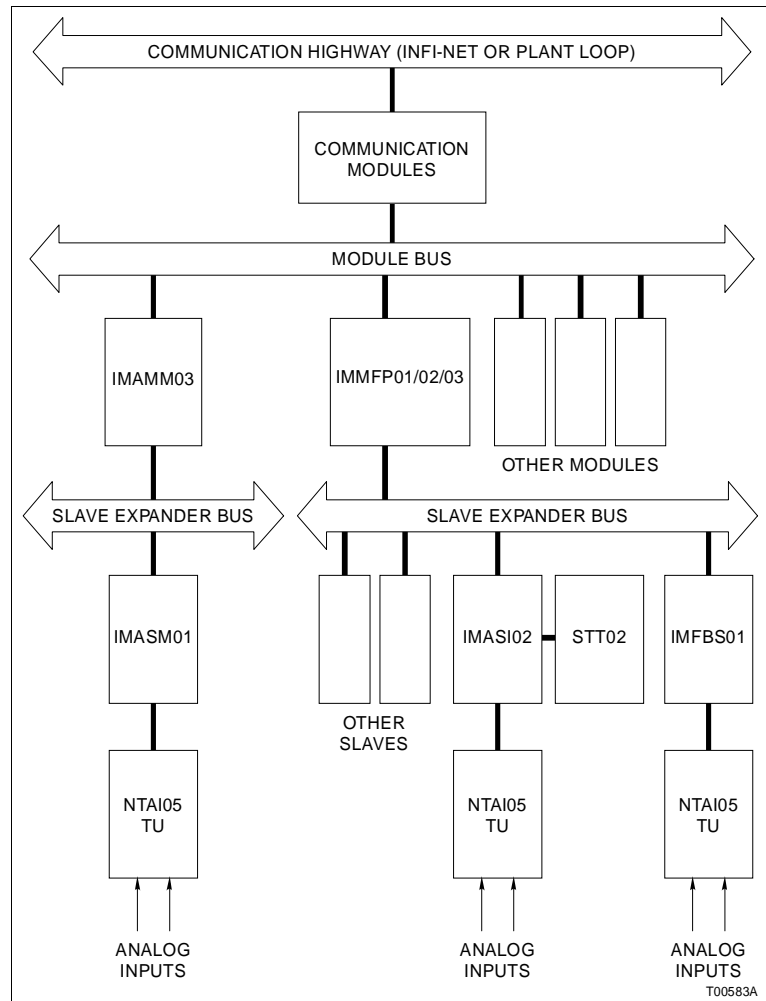 COMMUNICATION HIGHWAY (INFI-NET OR PLANT LOOP)
COMMUNICATION
MODULES
MODULE BUS
IMAMM03
IMMFP01/02/03
OTHER MODULES
SLAVE EXPANDER BUS
SLAVE EXPANDER BUS
IMASM01
IMASI02
STT02
IMFBS01
OTHER
SLAVES
NTAI05
TU
NTAI05
TU
NTAI05
TU
ANALOG
INPUTS
ANALOG
INPUTS
ANALOG
INPUTS
T00583A